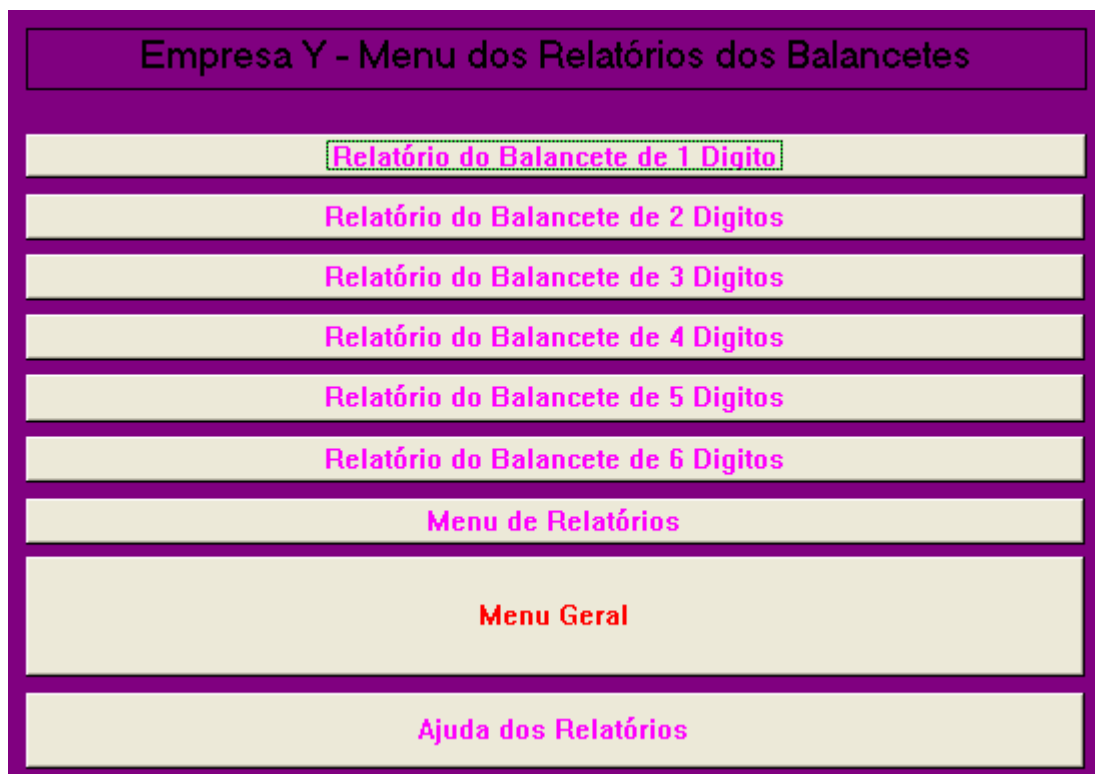 Empresa Y - Menu dos Relatórios dos Balancetes
Relatório do Balancete de 1 Digito
Relatório do Balancete de 2 Digitos
Relatório do Balancete de 3 Digitos
Relatório do Balancete de 4 Digitos
Relatório do Balancete de 5 Digitos
Relatório do Balancete de 6 Digitos
Menu de Relatórios
Menu Geral
Ajuda dos Relatórios